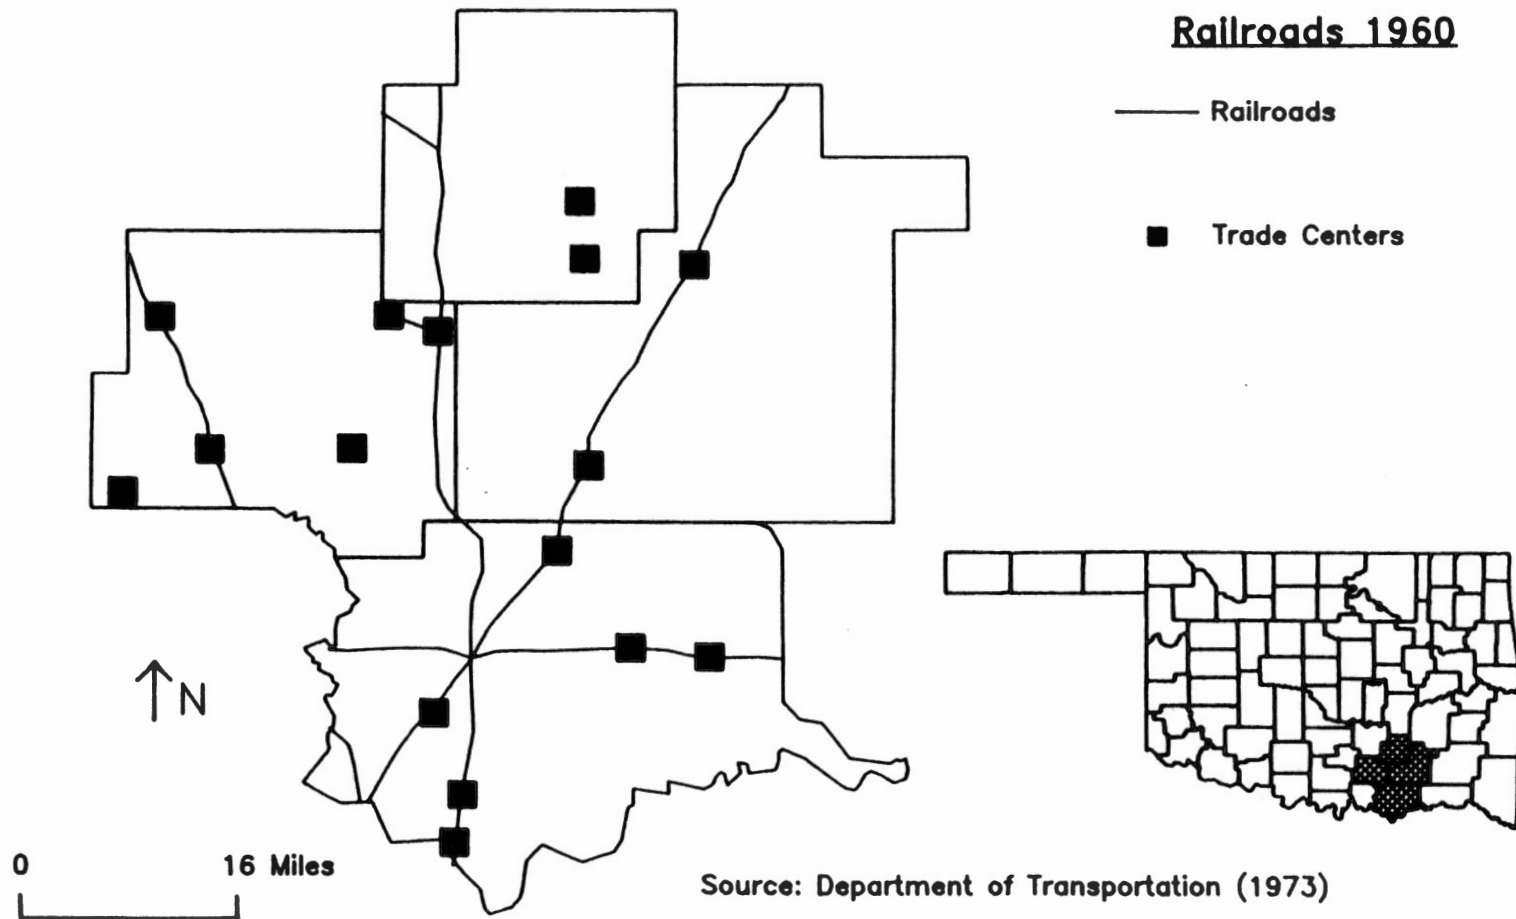 Railroads 1960
Railroads
Trade Centers
N
0 16 Miles
Source: Department of Transportation (1973)